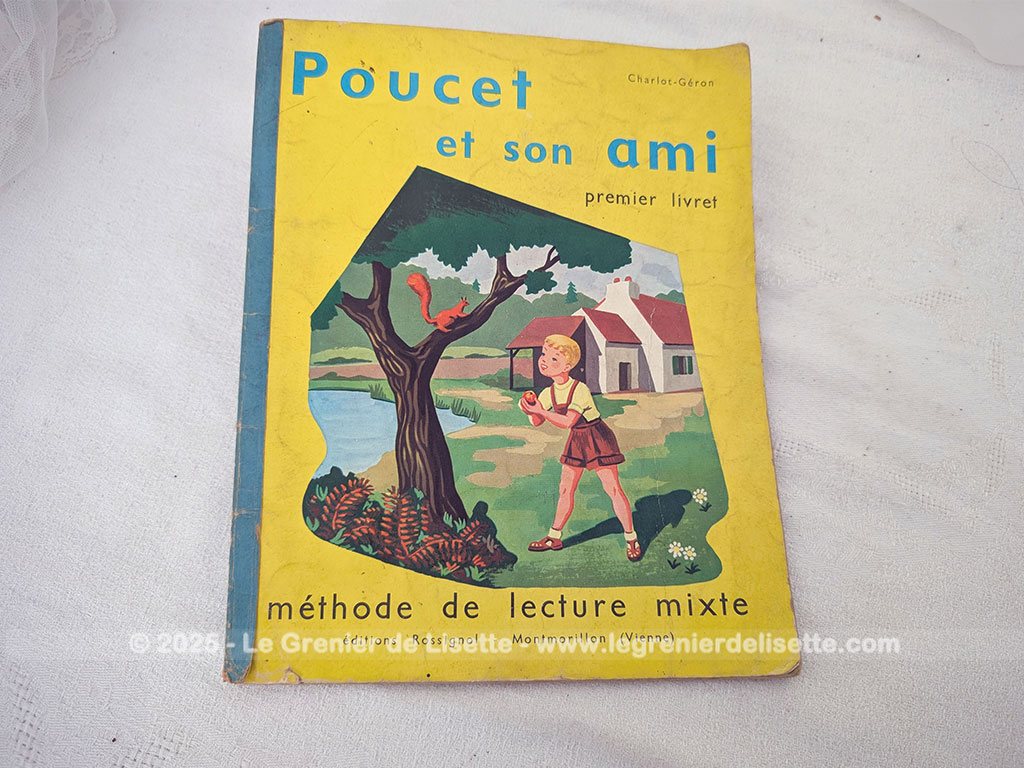 Poucet
Charlot-Géron
et son ami
premier livret
méthode de lecture mixte
éditions Rossignol Montmorillon (Vienne)
© 2025 - Le Grenier de Lisette - www.legrenierdelisette.com